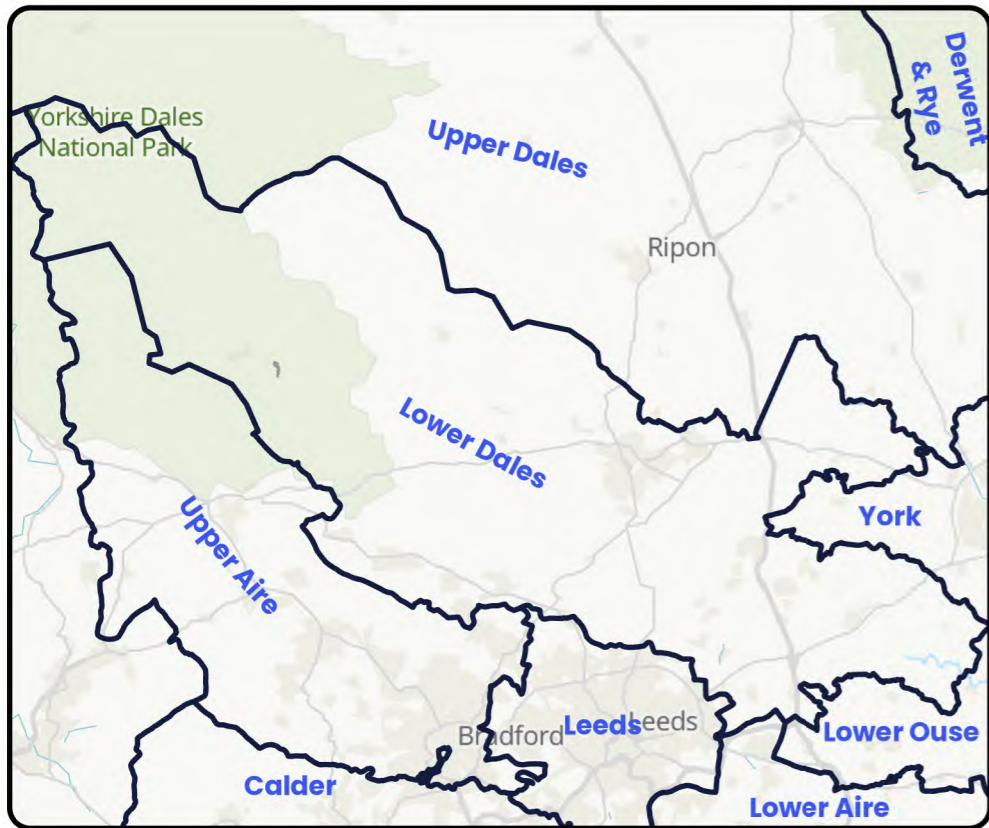 Derwent
& Rye
Yorkshire Dales
National Park
Upper Dales
Ripon
Lower Dales
Upper Aire
York
Bradford
Leeds
Leeds
Lower Ouse
Calder
Lower Aire